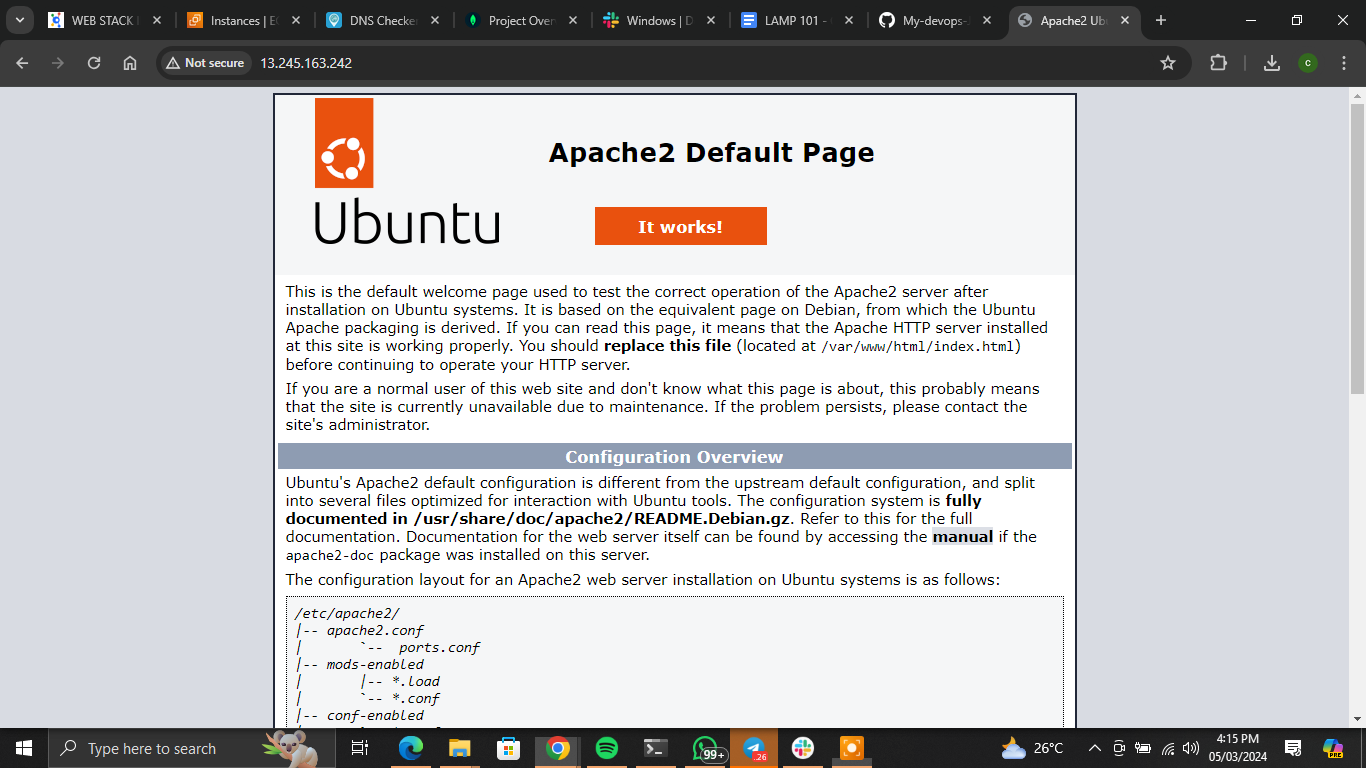 WEB STACK
Instances | EC
DNS Checker
Project Over
Windows | D
LAMP 101 -
My-devops-
Apache2 Ub
Not secure
13.245.163.242
c
Ubuntu
Apache2 Default Page
It works!
This is the default welcome page used to test the correct operation of the Apache2 server after
installation on Ubuntu systems. It is based on the equivalent page on Debian, from which the Ubuntu
Apache packaging is derived. If you can read this page, it means that the Apache HTTP server installed
at this site is working properly. You should replace this file (located at /var/www/html/index.html)
before continuing to operate your HTTP server.
If you are a normal user of this web site and don't know what this page is about, this probably means
that the site is currently unavailable due to maintenance. If the problem persists, please contact the
site's administrator.
Configuration Overview
Ubuntu's Apache2 default configuration is different from the upstream default configuration, and split
into several files optimized for interaction with Ubuntu tools. The configuration system is fully
documented in /usr/share/doc/apache2/README.Debian.gz. Refer to this for the full
documentation. Documentation for the web server itself can be found by accessing the manual if the
apache2-doc package was installed on this server.
The configuration layout for an Apache2 web server installation on Ubuntu systems is as follows:
/etc/apache2/
|-- apache2.conf
|       `--  ports.conf
|-- mods-enabled
|       |-- *.load
|       `-- *.conf
|-- conf-enabled
Type here to search
99+
26
26°C
4:15 PM
05/03/2024
PRE